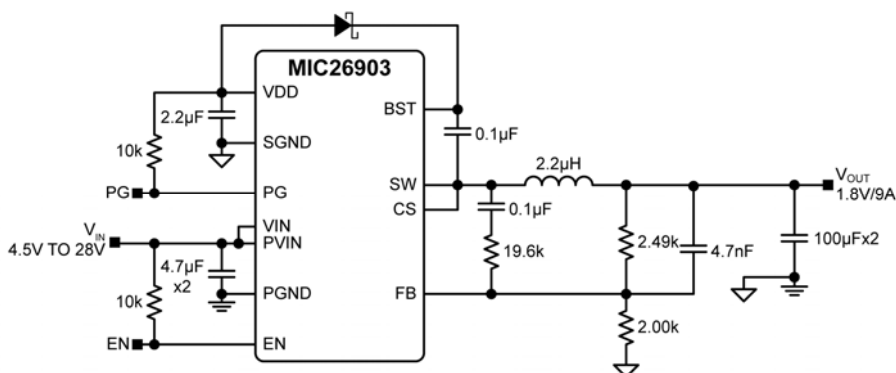 MIC26903
VDD
BST
2.2µF
0.1µF
SGND
10k
2.2µH
PG
PG
SW
VOUT
1.8V/9A
CS
VIN
VIN
4.5V TO 28V
PVIN
0.1µF
2.49k
4.7nF
100µFx2
19.6k
4.7µF
x2
PGND
FB
10k
2.00k
EN
EN